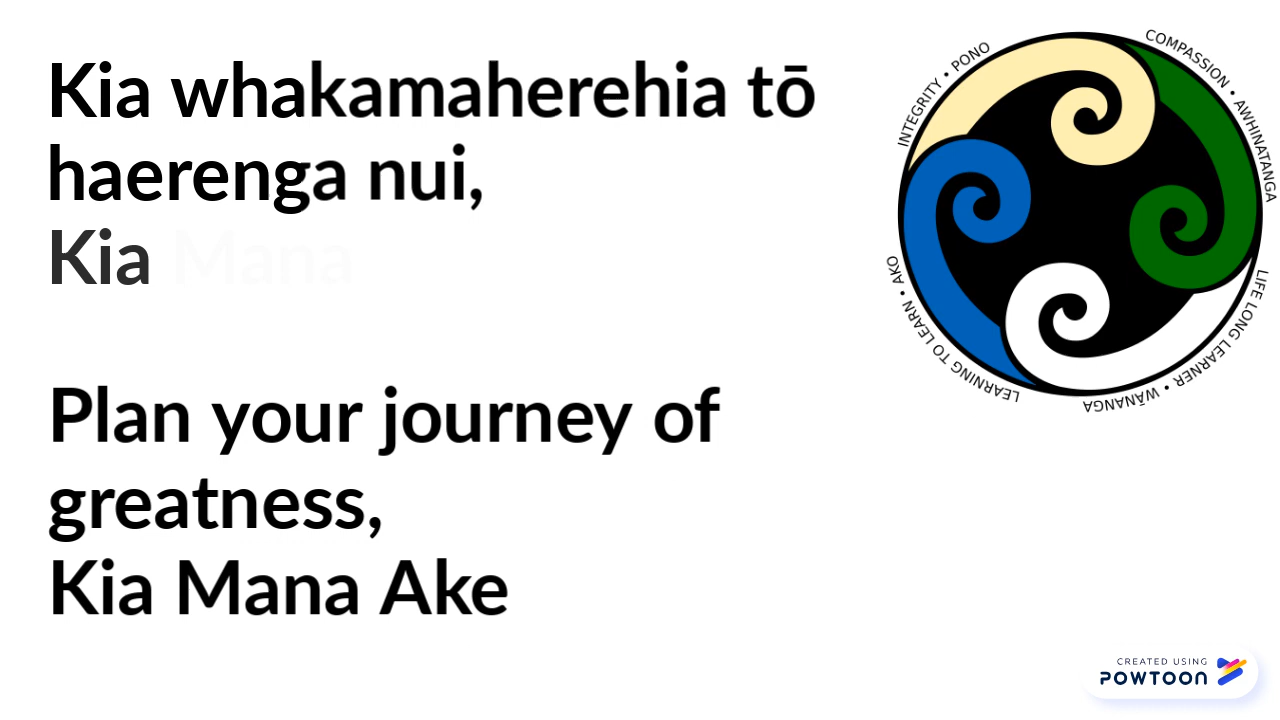 Kia whakamaherehia tō
haerenga nui,
Kia Mana
Plan your journey of
greatness,
Kia Mana Ake
INTEGRITY • PONO
COMPASSION • AWHINATANGA
LIFE LONG LEARNER • WĀNANGA
LEARNING TO LEARN • AKO
CREATED USING
POWTOON